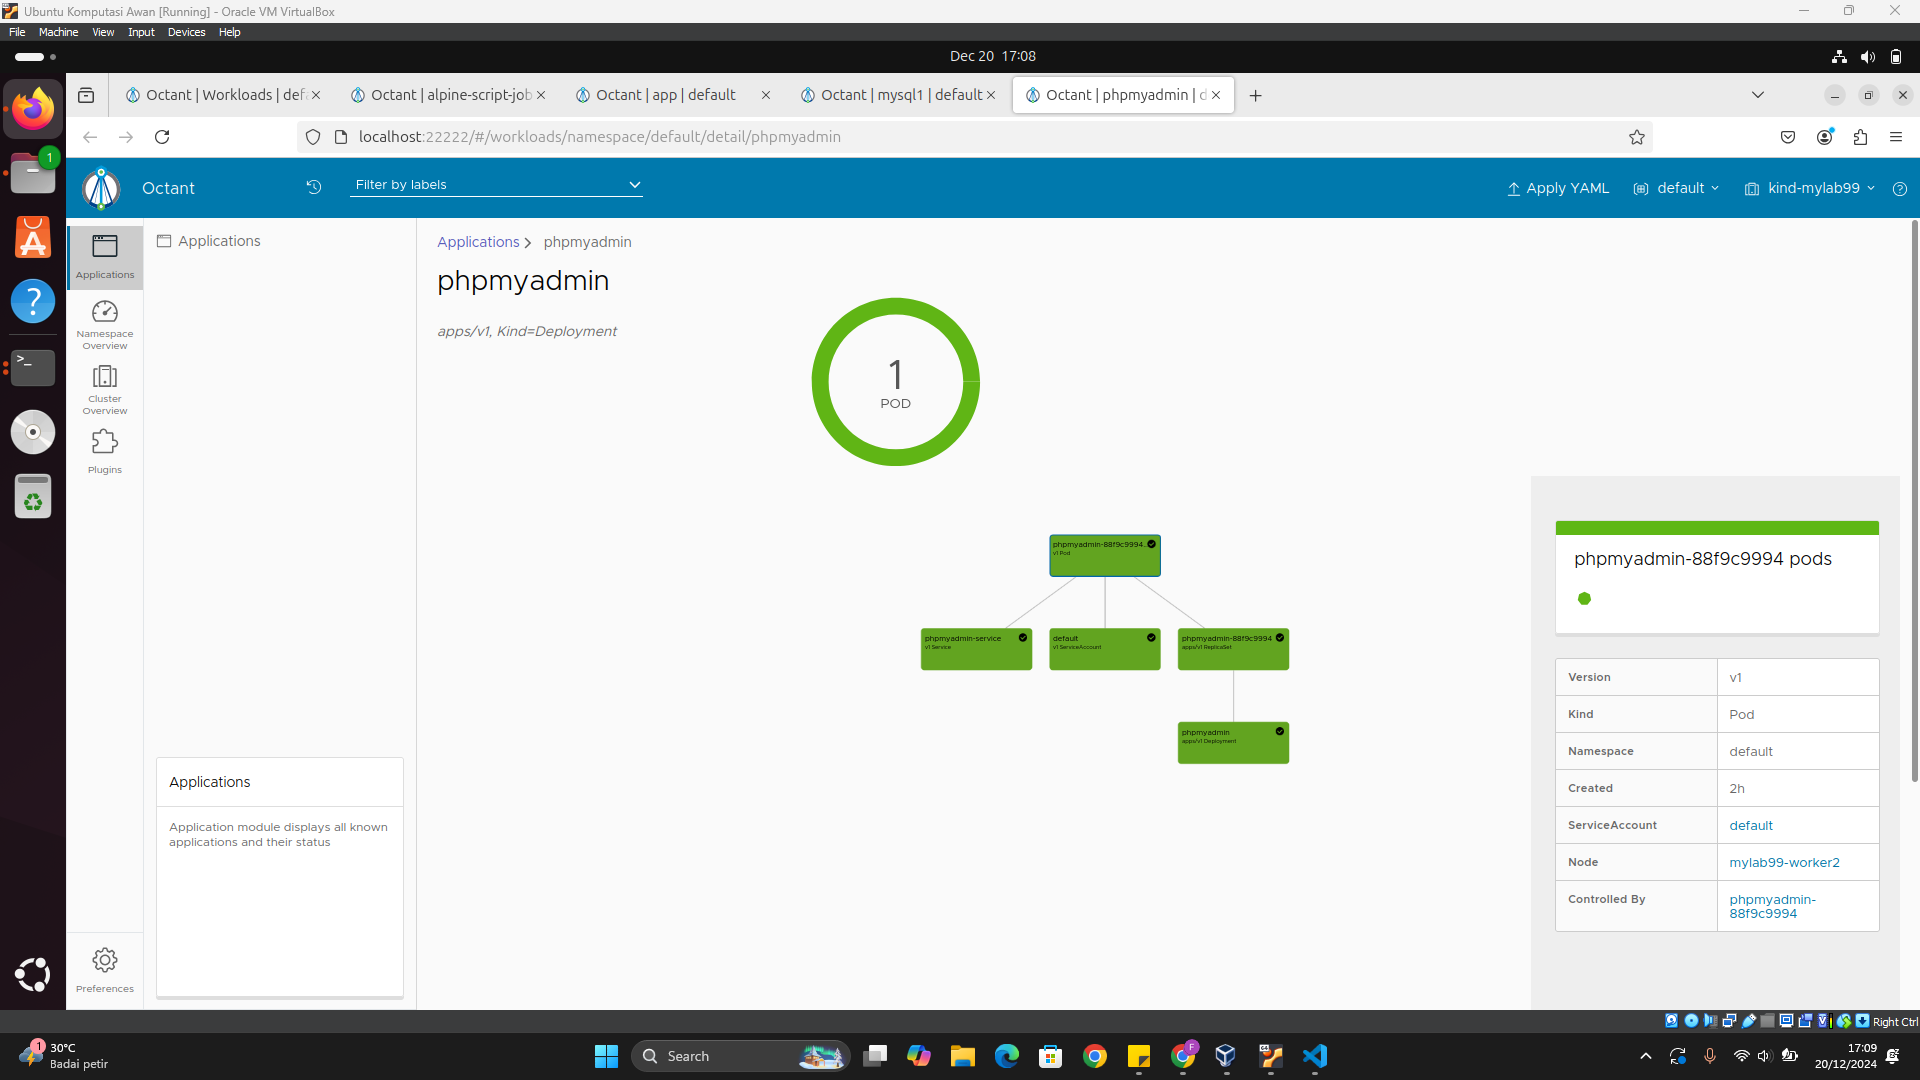 Ubuntu Komputasi Awan [Running] - Oracle VM VirtualBox
File Machine View Input Devices Help
Dec 20 17:08
1
Octant | Workloads | defa
Octant | alpine-script-job
Octant | app | default
Octant | mysql1 | default
Octant | phpmyadmin | d
localhost:22222/#/workloads/namespace/default/detail/phpmyadmin
Octant
Filter by labels
Apply YAML
default
kind-mylab99
Applications
Namespace
Overview
Cluster
Overview
Plugins
Preferences
Applications
Applications
Application module displays all known
applications and their status
Applications > phpmyadmin
phpmyadmin
apps/v1, Kind=Deployment
1
POD
phpmyadmin-88f9c9994...
v1 Pod
phpmyadmin-service
v1 Service
default
v1 ServiceAccount
phpmyadmin-88f9c9994
apps/v1 ReplicaSet
phpmyadmin
apps/v1 Deployment
phpmyadmin-88f9c9994 pods
Version v1
Kind Pod
Namespace default
Created 2h
ServiceAccount default
Node mylab99-worker2
Controlled By phpmyadmin-
88f9c9994
Right Ctrl
1
30°C
Badai petir
Search
F
17:09
20/12/2024